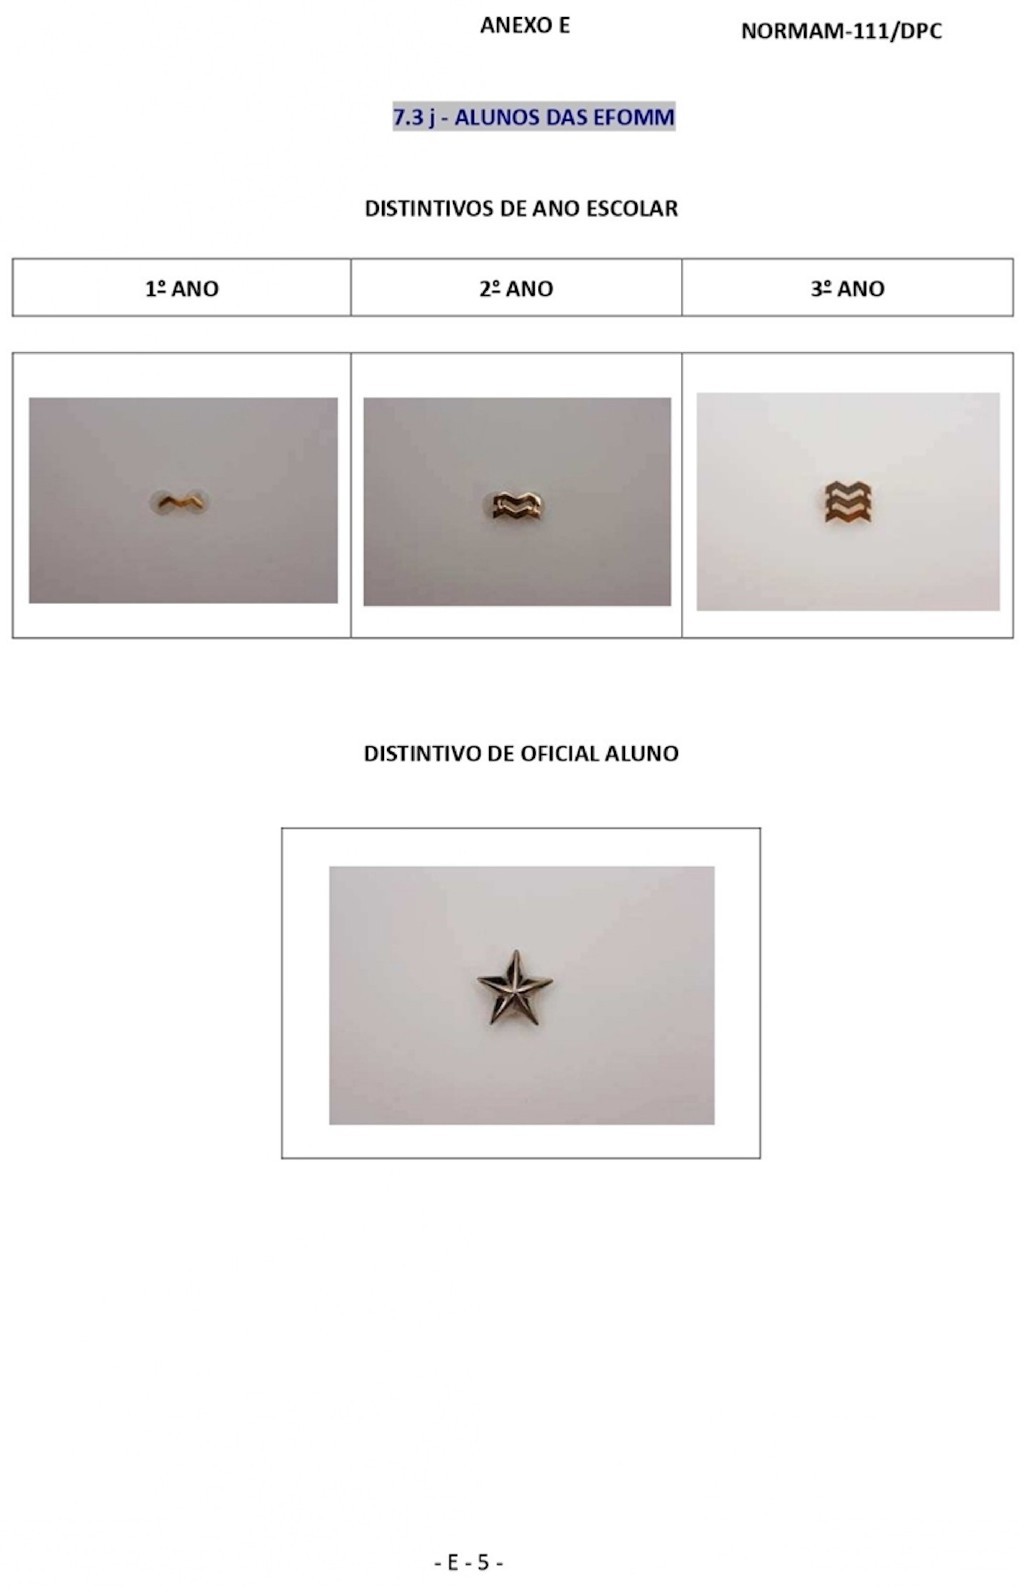 ANEXO E
NORMAM-111/DPC
7.3 j - ALUNOS DAS EFOMM
DISTINTIVOS DE ANO ESCOLAR
1º ANO
2º ANO
3º ANO
DISTINTIVO DE OFICIAL ALUNO
- E - 5 -